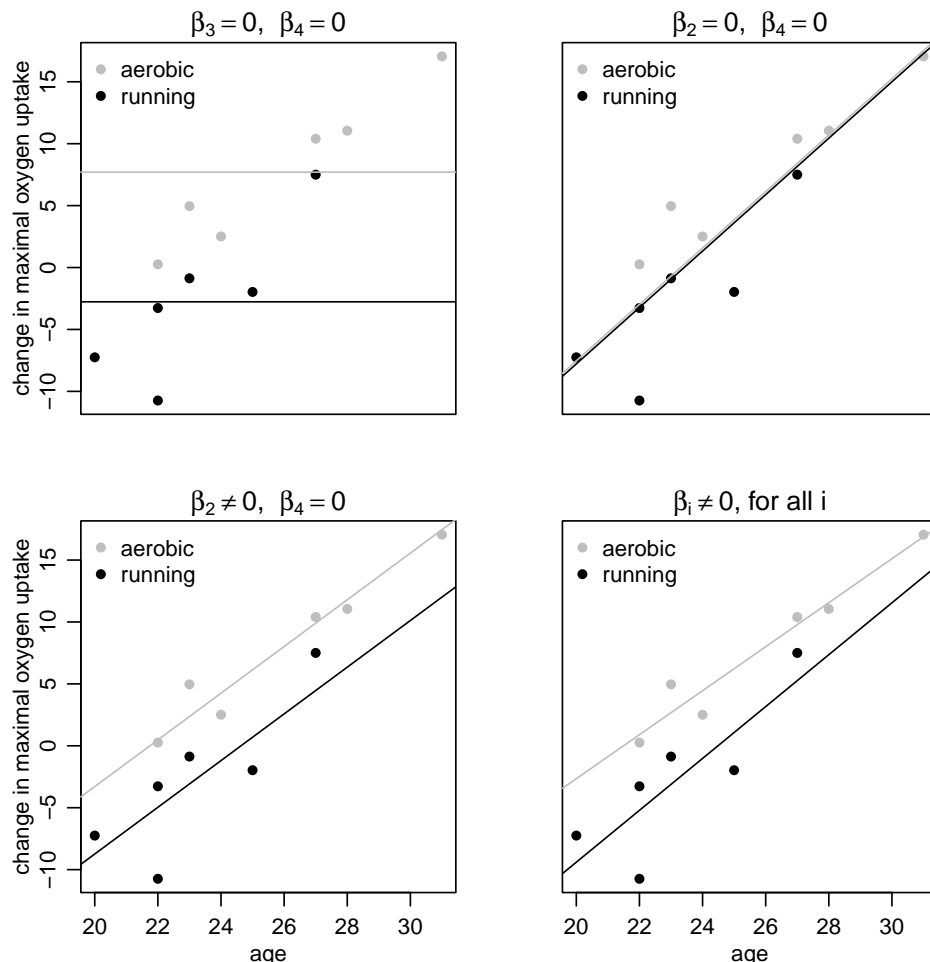 β₃ = 0, β₄ = 0
β₂ = 0, β₄ = 0
change in maximal oxygen uptake
−10 −5 0 5 10 15
aerobic
running
aerobic
running
β₂ ≠ 0, β₄ = 0
βᵢ ≠ 0, for all i
change in maximal oxygen uptake
−10 −5 0 5 10 15
aerobic
running
aerobic
running
20 22 24 26 28 30
20 22 24 26 28 30
age
age